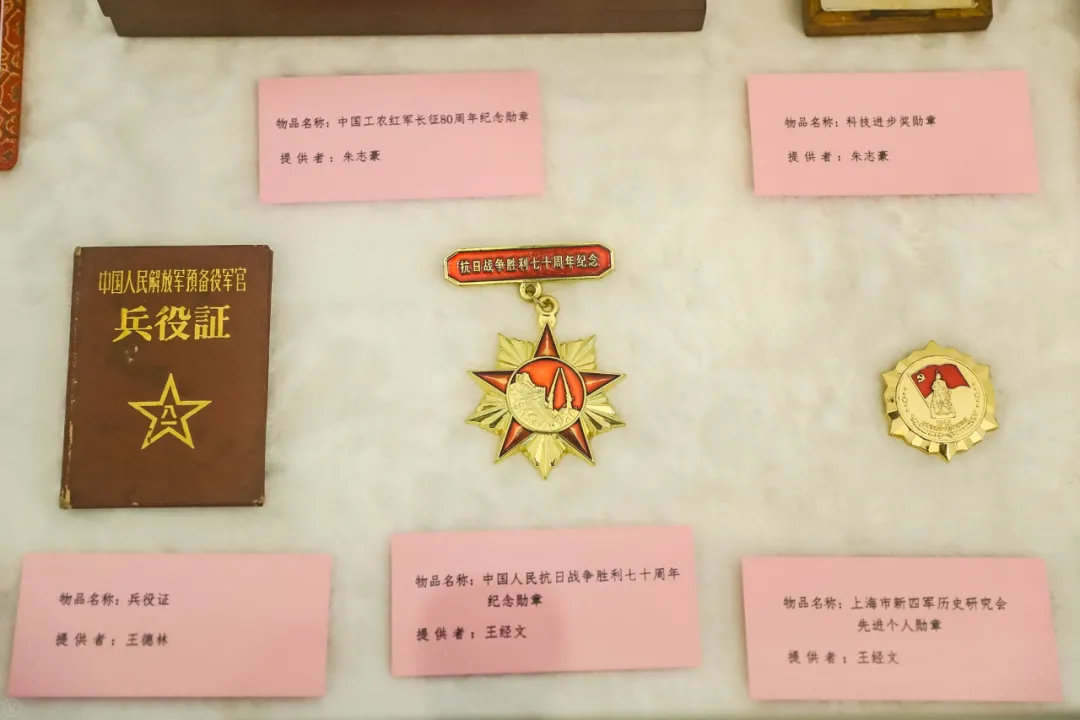 物品名称：中国工农红军长征80周年纪念勋章
提供者：朱志豪
物品名称：科技进步奖勋章
提供者：朱志豪
中国人民解放军预备役军官
兵役証
八一
抗日战争胜利七十周年纪念
物品名称：兵役证
提供者：王德林
物品名称：中国人民抗日战争胜利七十周年
纪念勋章
提供者：王经文
物品名称：上海市新四军历史研究会
先进个人勋章
提供者：王经文